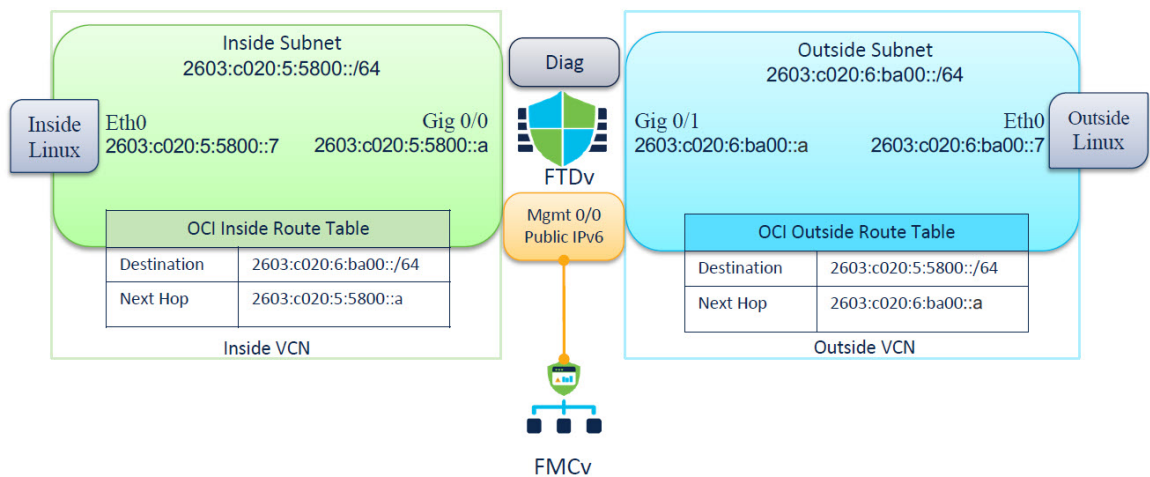 Inside Subnet
2603:c020:5:5800::/64
Inside
Linux
Eth0
2603:c020:5:5800::7
Gig 0/0
2603:c020:5:5800::a
OCI Inside Route Table
Destination 2603:c020:6:ba00::/64
Next Hop 2603:c020:5:5800::a
Inside VCN
Diag
FTDv
Mgmt 0/0
Public IPv6
FMCv
Outside Subnet
2603:c020:6:ba00::/64
Gig 0/1
2603:c020:6:ba00::a
Eth0
2603:c020:6:ba00::7
Outside
Linux
OCI Outside Route Table
Destination 2603:c020:5:5800::/64
Next Hop 2603:c020:6:ba00::a
Outside VCN